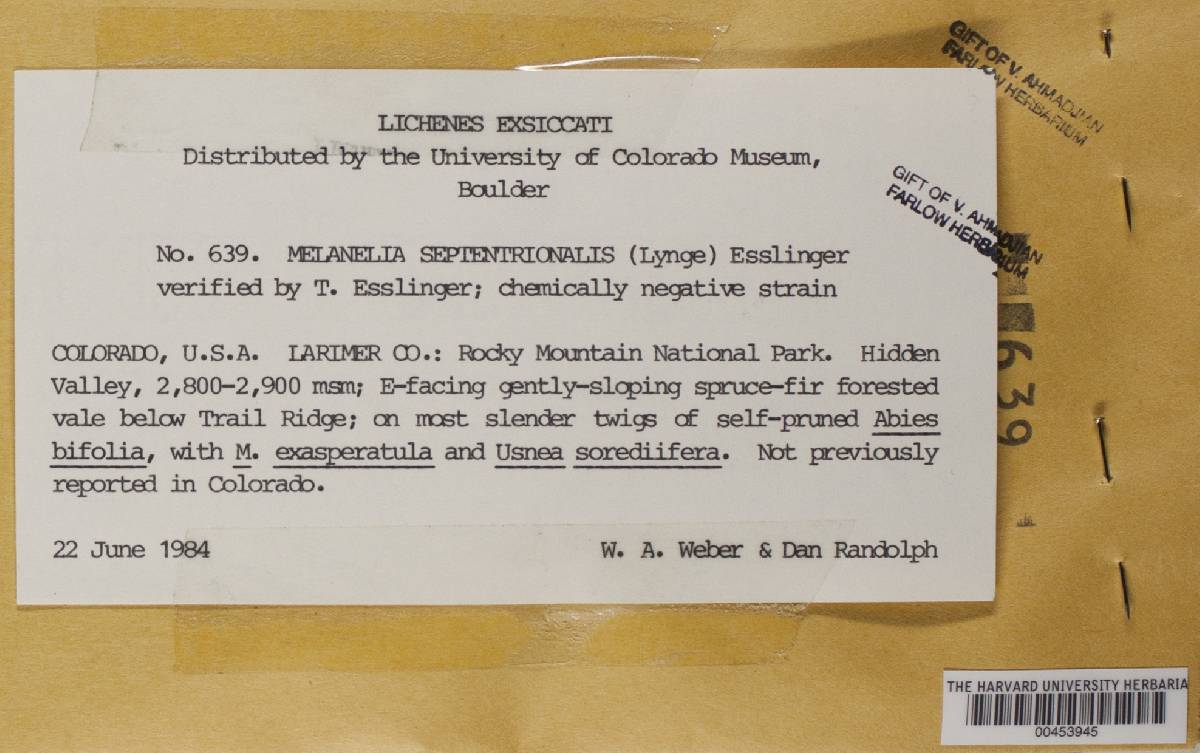 GIFT OF V. AHMADJIAN
FARLOW HERBARIUM
LICHENES EXSICCATI
Distributed by the University of Colorado Museum,
Boulder
GIFT OF V. AHMADJIAN
FARLOW HERBARIUM
No. 639. MELANELIA SEPTENTRIONALIS (Lynge) Esslinger
verified by T. Esslinger; chemically negative strain
639
COLORADO, U.S.A. LARIMER CO.: Rocky Mountain National Park. Hidden
Valley, 2,800-2,900 msm; E-facing gently-sloping spruce-fir forested
vale below Trail Ridge; on most slender twigs of self-pruned Abies
bifolia, with M. exasperatula and Usnea sorediifera. Not previously
reported in Colorado.
22 June 1984 W. A. Weber & Dan Randolph
THE HARVARD UNIVERSITY HERBARIA
00453945